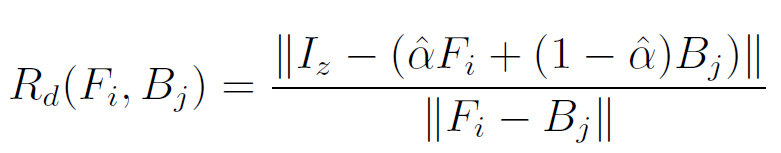 $R_d(F_i, B_j) = \frac{\|I_z - (\hat{\alpha} F_i + (1 - \hat{\alpha}) B_j)\|}{\|F_i - B_j\|}$